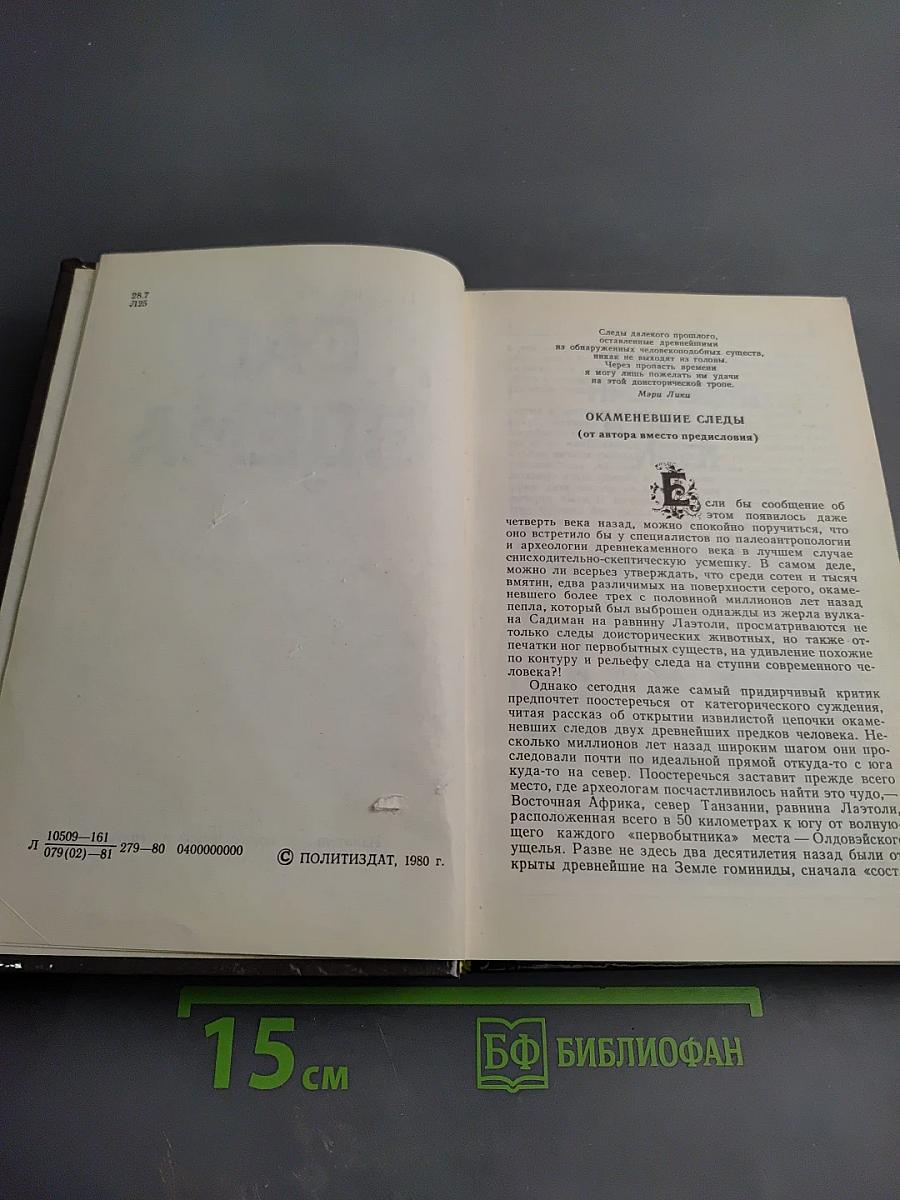 28.7
Л25
Л 10509—161
079(02)—81 279—80 0400000000
© ПОЛИТИЗДАТ, 1980 г.
Следы далекого прошлого,
оставленные древнейшими
из обнаруженных человекоподобных существ,
никак не выходят из головы.
Через пропасть времени
я могу лишь пожелать им удачи
на этой доисторической тропе.
Мэри Лики
ОКАМЕНЕВШИЕ СЛЕДЫ
(от автора вместо предисловия)
Если бы сообщение об
этом появилось даже
четверть века назад, можно спокойно поручиться, что
оно встретило бы у специалистов по палеоантропологии
и археологии древнекаменного века в лучшем случае
снисходительно-скептическую усмешку. В самом деле,
можно ли всерьез утверждать, что среди сотен и тысяч
вмятин, едва различимых на поверхности серого, окаме-
невшего более трех с половиной миллионов лет назад
пепла, который был выброшен однажды из жерла вулка-
на Садиман на равнину Лаэтоли, просматриваются не
только следы доисторических животных, но также от-
печатки ног первобытных существ, на удивление похожие
по контуру и рельефу следа на ступни современного че-
ловека?!
Однако сегодня даже самый придирчивый критик
предпочтет поостеречься от категорического суждения,
читая рассказ об открытии извилистой цепочки окаме-
невших следов двух древнейших предков человека. Не-
сколько миллионов лет назад широким шагом они про-
следовали почти по идеальной прямой откуда-то с юга
куда-то на север. Поостеречься заставит прежде всего
место, где археологам посчастливилось найти это чудо,—
Восточная Африка, север Танзании, равнина Лаэтоли,
расположенная всего в 50 километрах к югу от волную-
щего каждого «первобытника» места — Олдовэйского
ущелья. Разве не здесь два десятилетия назад были от
крыты древнейшие на Земле гоминиды, сначала «сост
15 см
БФ БИБЛИОФАН